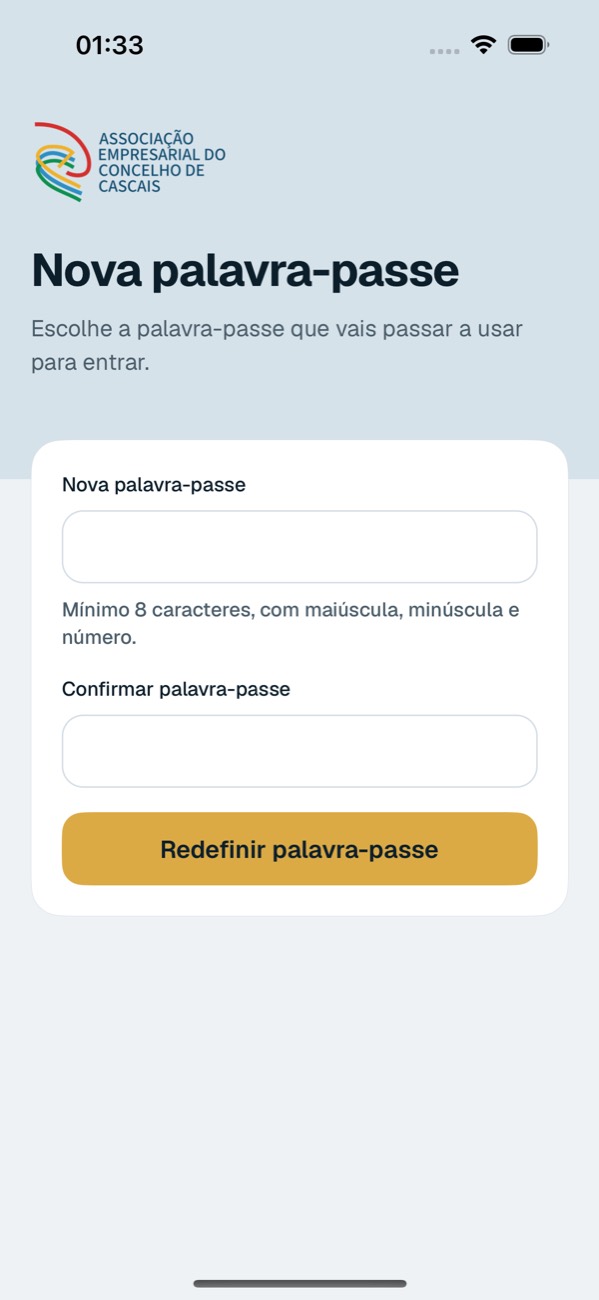 01:33
ASSOCIAÇÃO
EMPRESARIAL DO
CONCELHO DE
CASCAIS
Nova palavra-passe
Escolhe a palavra-passe que vais passar a usar
para entrar.
Nova palavra-passe
Mínimo 8 caracteres, com maiúscula, minúscula e
número.
Confirmar palavra-passe
Redefinir palavra-passe